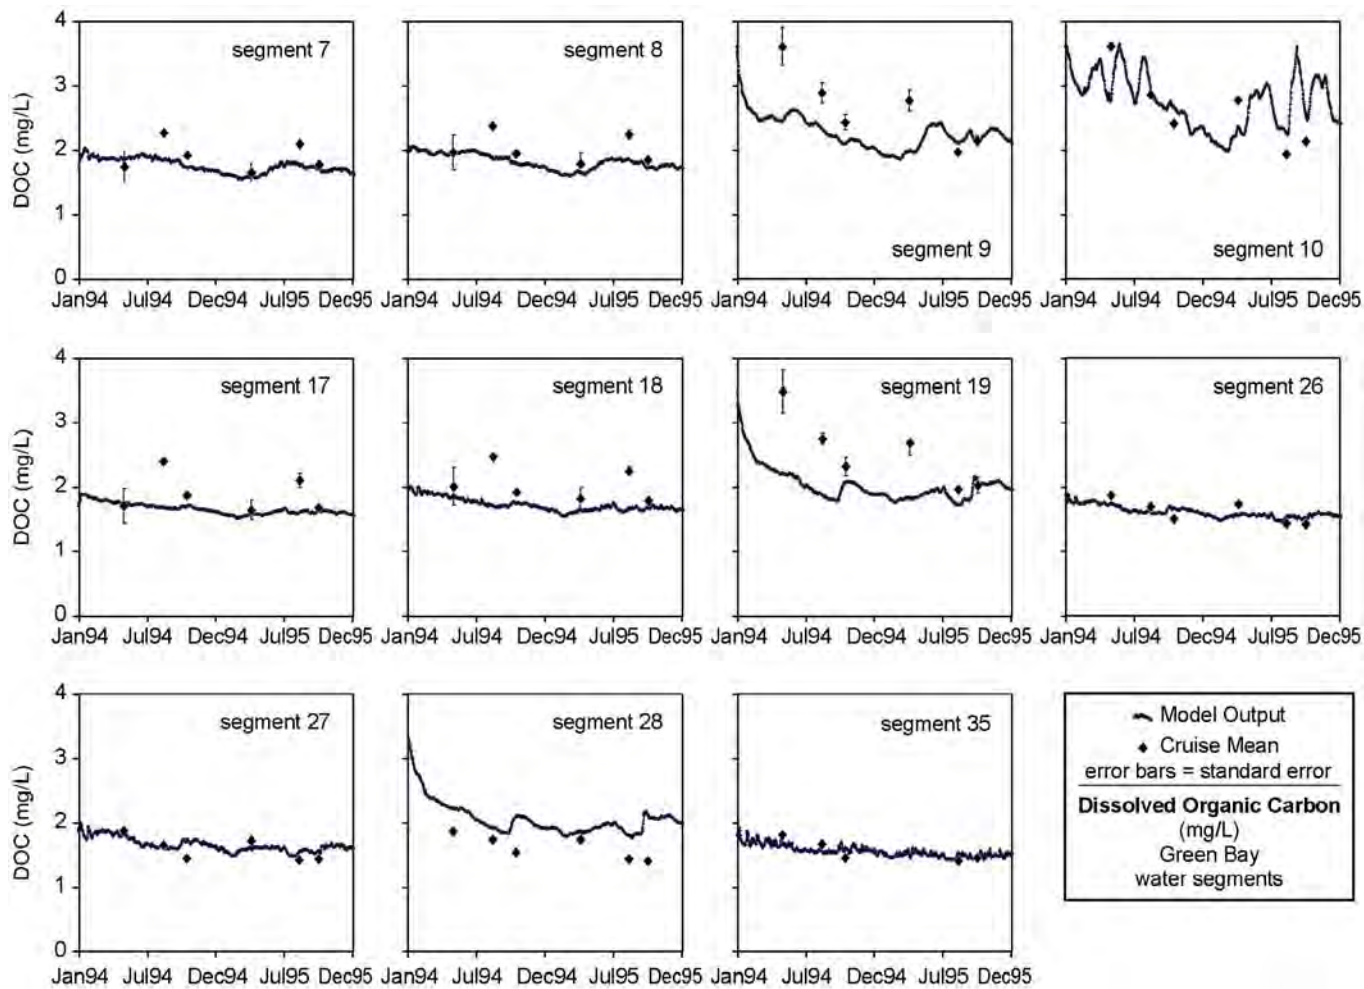 segment 7
segment 8
segment 9
segment 10
DOC (mg/L)
4
3
2
1
0
Jan94 Jul94 Dec94 Jul95 Dec95
Jan94 Jul94 Dec94 Jul95 Dec95
Jan94 Jul94 Dec94 Jul95 Dec95
Jan94 Jul94 Dec94 Jul95 Dec95
segment 17
segment 18
segment 19
segment 26
DOC (mg/L)
4
3
2
1
0
Jan94 Jul94 Dec94 Jul95 Dec95
Jan94 Jul94 Dec94 Jul95 Dec95
Jan94 Jul94 Dec94 Jul95 Dec95
Jan94 Jul94 Dec94 Jul95 Dec95
segment 27
segment 28
segment 35
DOC (mg/L)
4
3
2
1
0
Jan94 Jul94 Dec94 Jul95 Dec95
Jan94 Jul94 Dec94 Jul95 Dec95
Jan94 Jul94 Dec94 Jul95 Dec95
Model Output
Cruise Mean
error bars = standard error
Dissolved Organic Carbon
(mg/L)
Green Bay
water segments